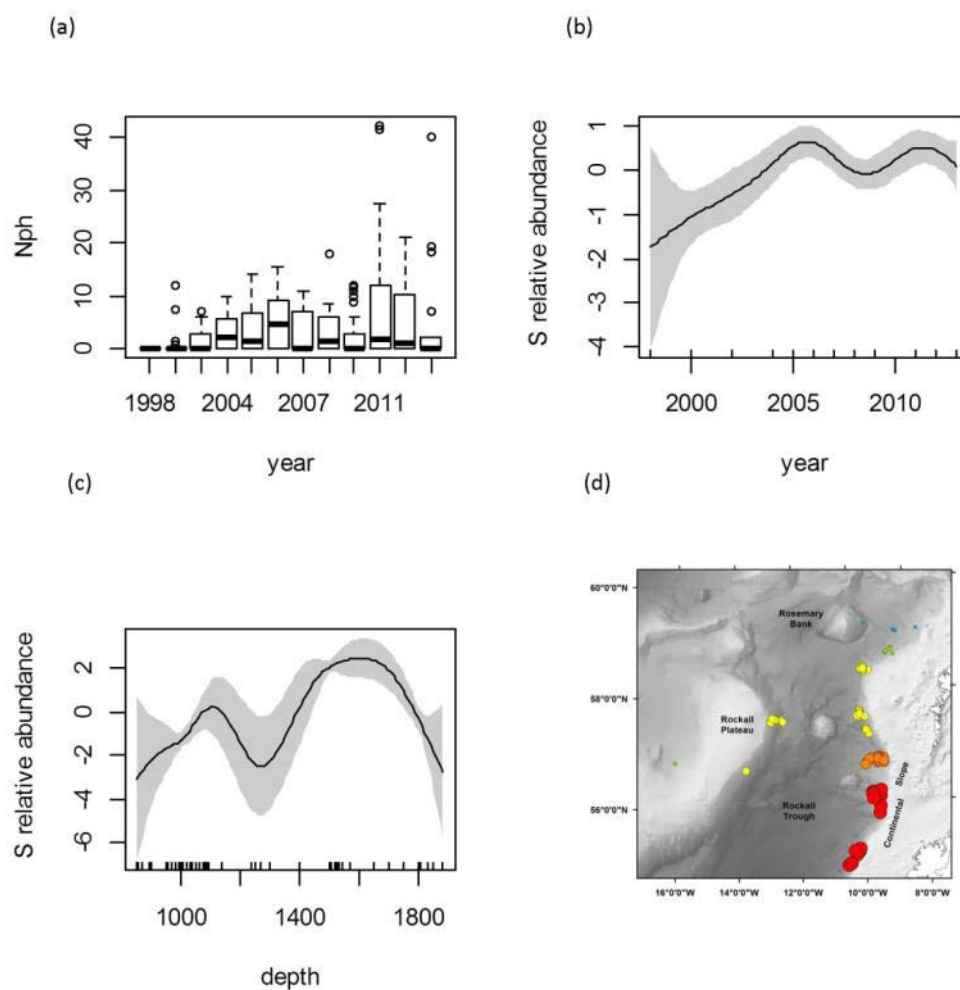 (a)
Nph
40
30
20
10
0
1998
2004
2007
2011
year
(b)
S relative abundance
1
0
-1
-2
-3
-4
2000
2005
2010
year
(c)
S relative abundance
2
0
-2
-4
-6
1000
1400
1800
depth
(d)
60°0'0"N
58°0'0"N
56°0'0"N
Rosemary
Bank
Rockall
Plateau
Rockall
Trough
Continental Slope
16°0'0"W
14°0'0"W
12°0'0"W
10°0'0"W
8°0'0"W